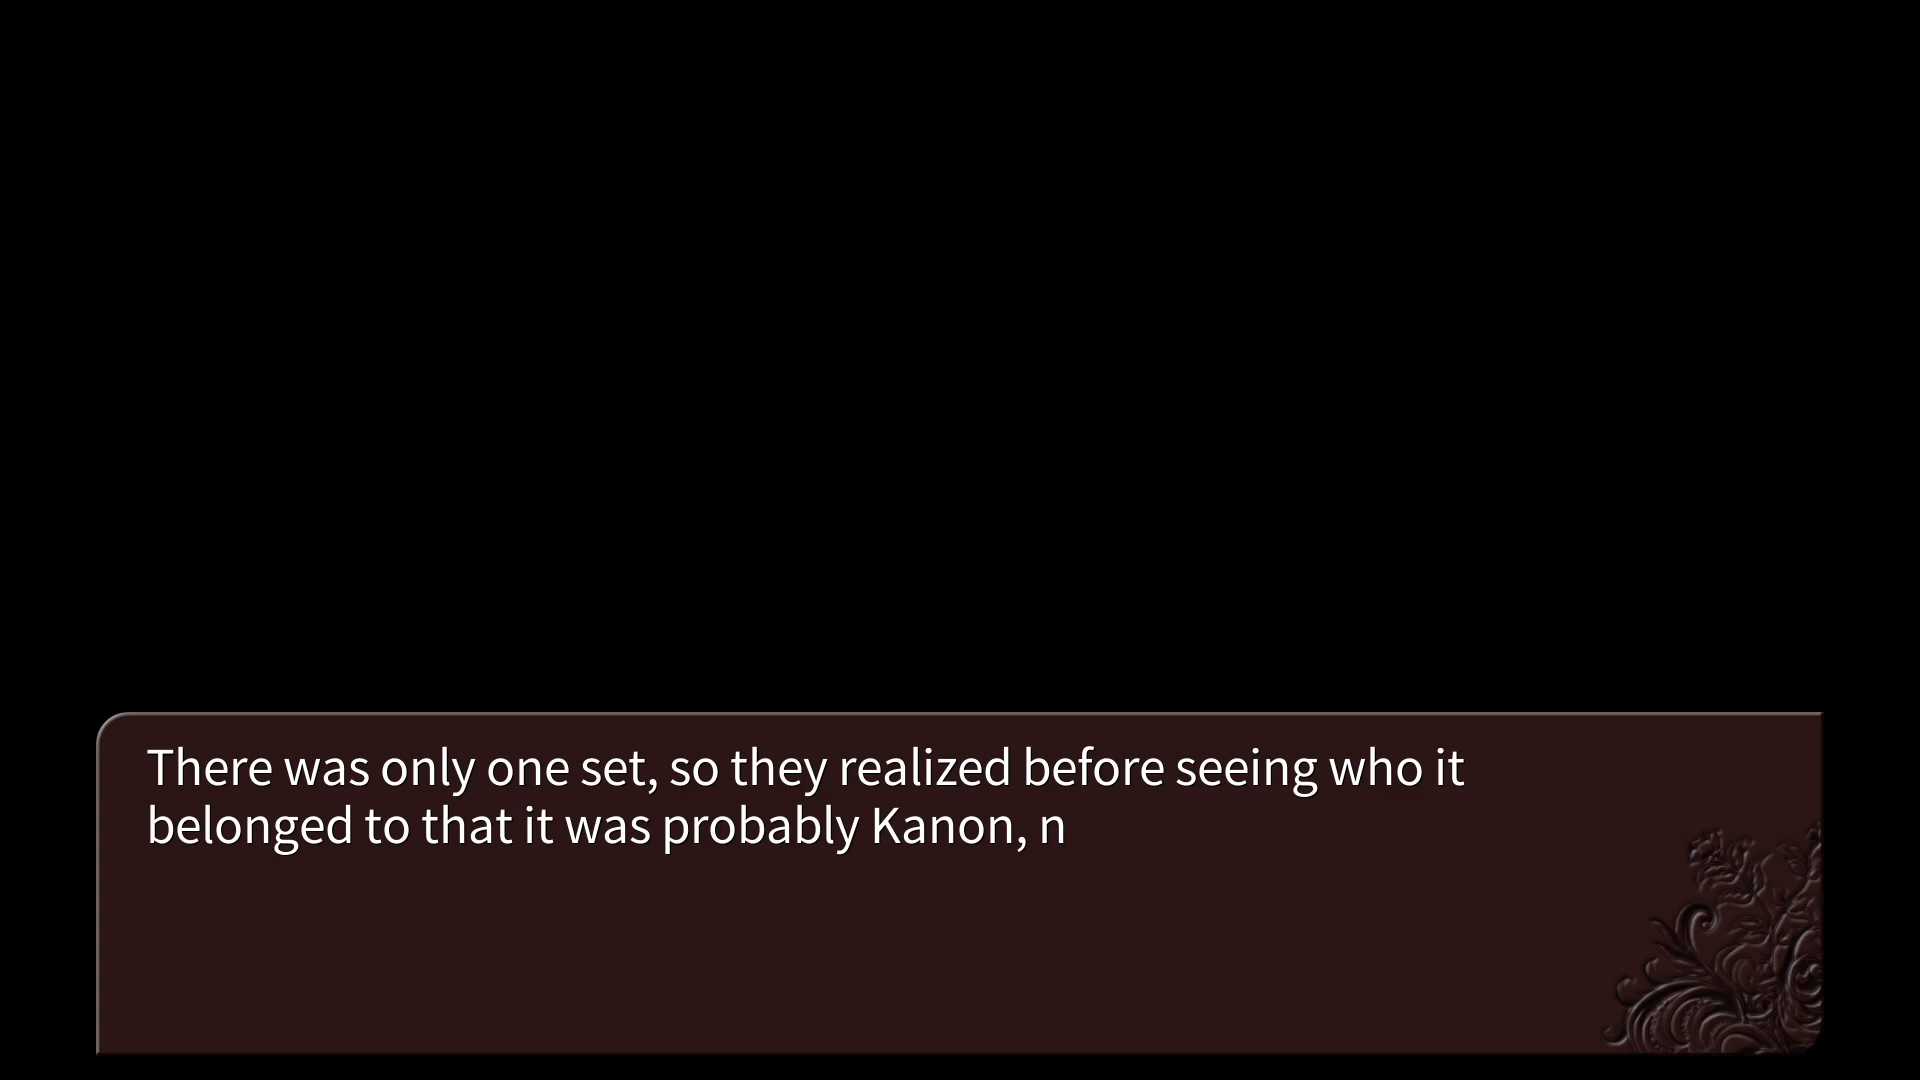 There was only one set, so they realized before seeing who it
belonged to that it was probably Kanon, n